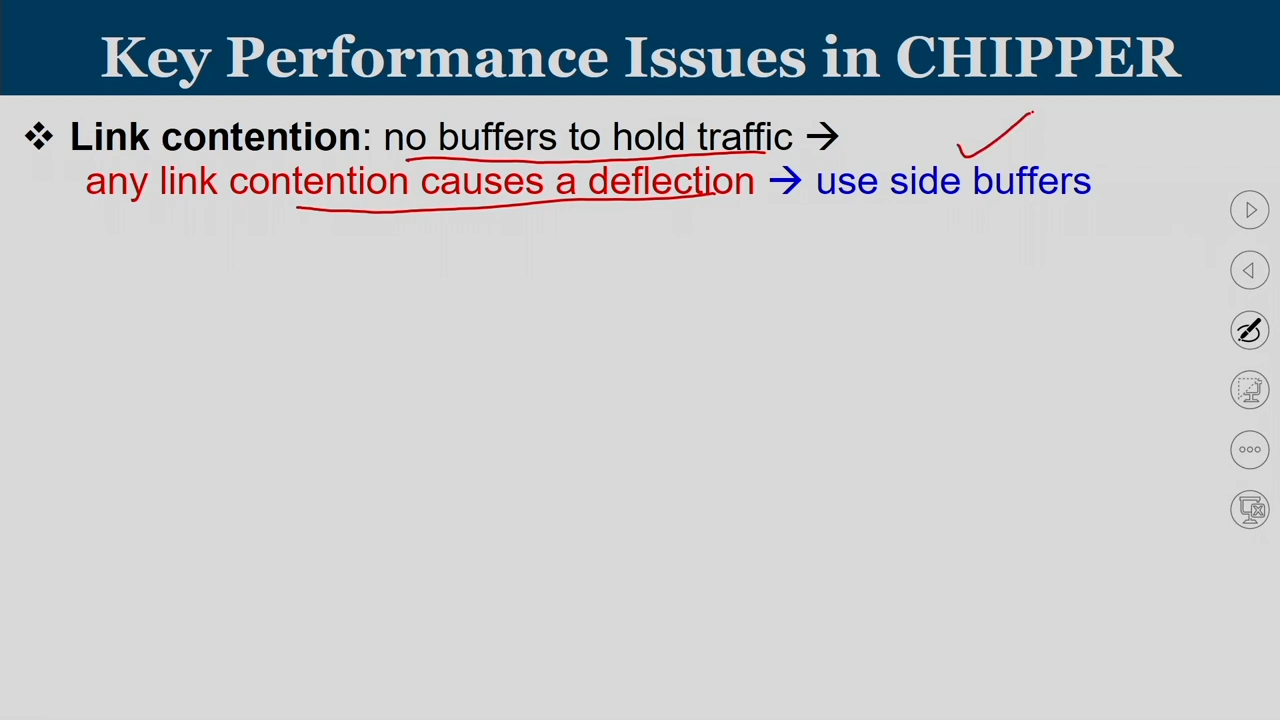 Key Performance Issues in CHIPPER
❖ Link contention: no buffers to hold traffic →
any link contention causes a deflection → use side buffers